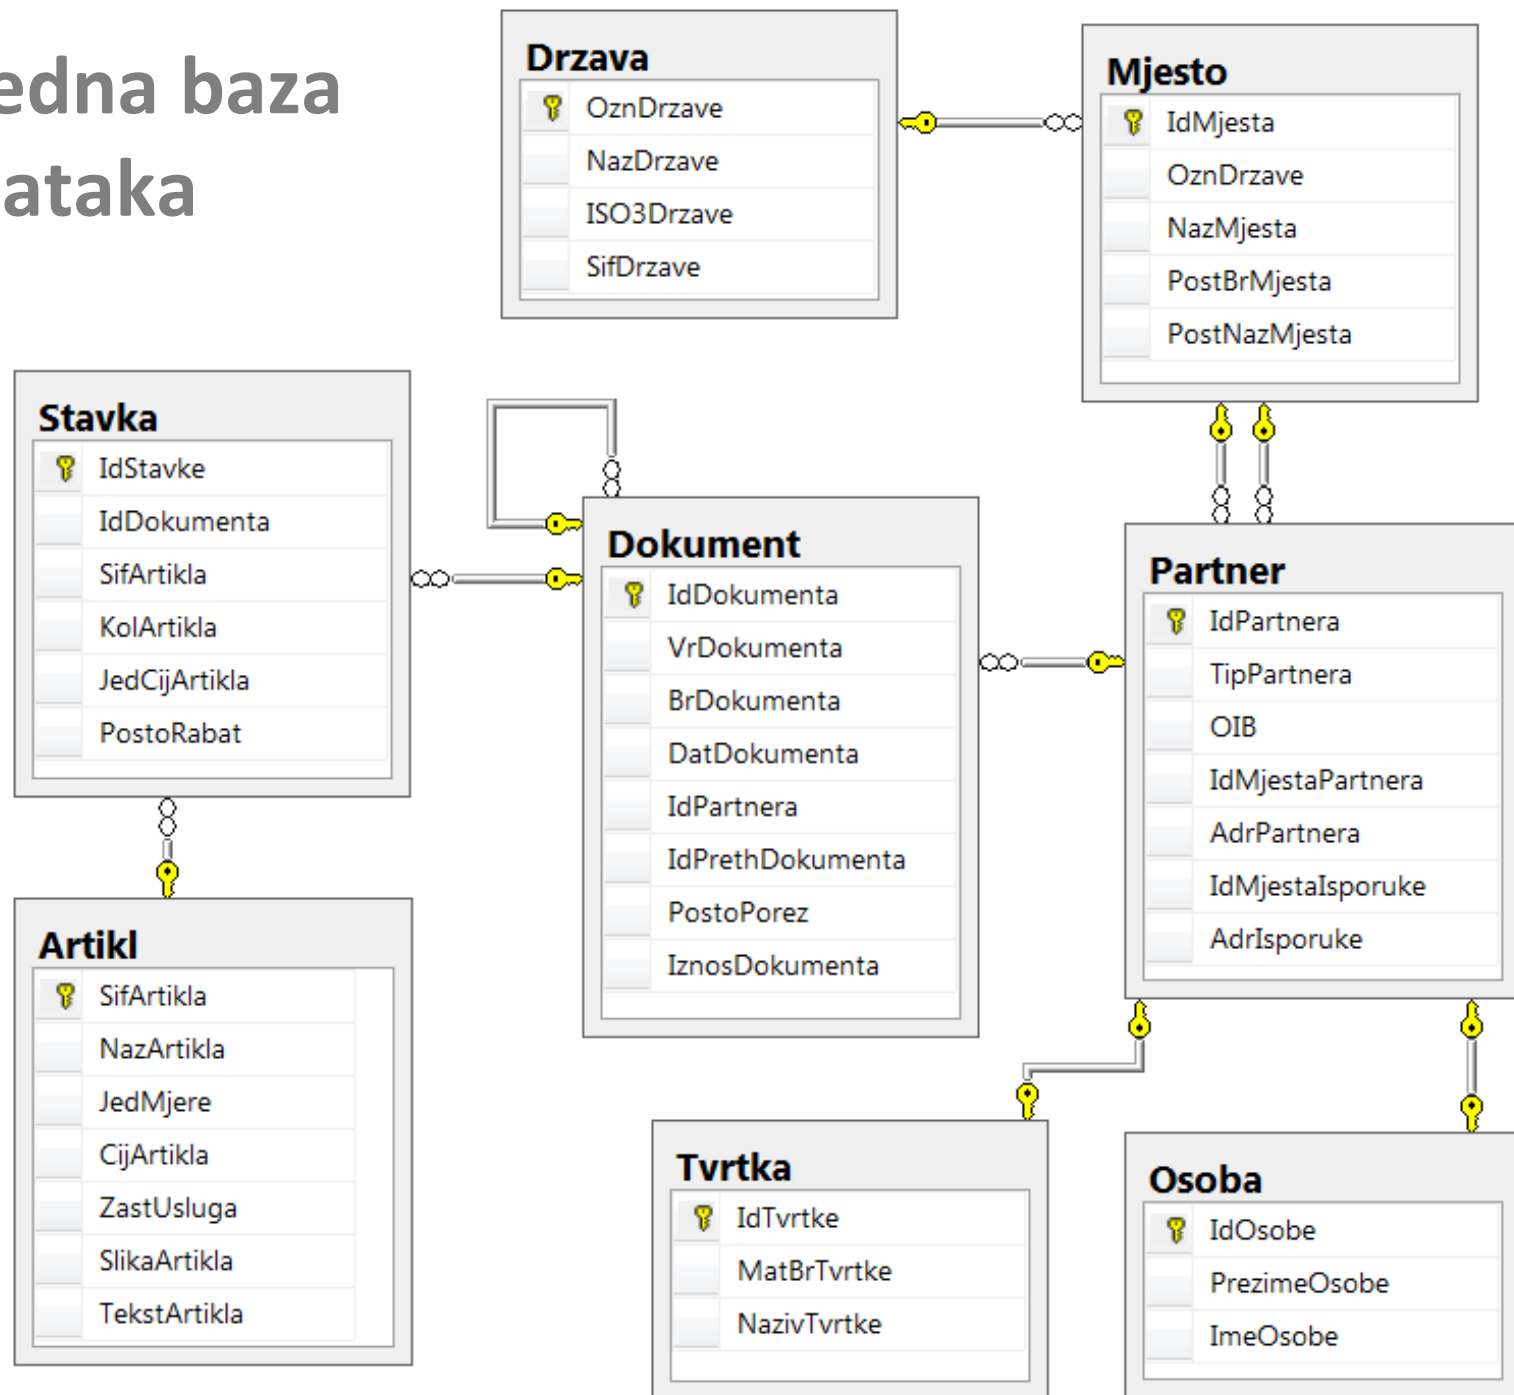 edna baza
ataka
Drzava
OznDrzave
NazDrzave
ISO3Drzave
SifDrzave
Mjesto
IdMjesta
OznDrzave
NazMjesta
PostBrMjesta
PostNazMjesta
Stavka
IdStavke
IdDokumenta
SifArtikla
KolArtikla
JedCijArtikla
PostoRabat
Dokument
IdDokumenta
VrDokumenta
BrDokumenta
DatDokumenta
IdPartnera
IdPrethDokumenta
PostoPorez
IznosDokumenta
Partner
IdPartnera
TipPartnera
OIB
IdMjestaPartnera
AdrPartnera
IdMjestaIsporuke
AdrIsporuke
Artikl
SifArtikla
NazArtikla
JedMjere
CijArtikla
ZastUsluga
SlikaArtikla
TekstArtikla
Tvrtka
IdTvrtke
MatBrTvrtke
NazivTvrtke
Osoba
IdOsobe
PrezimeOsobe
ImeOsobe